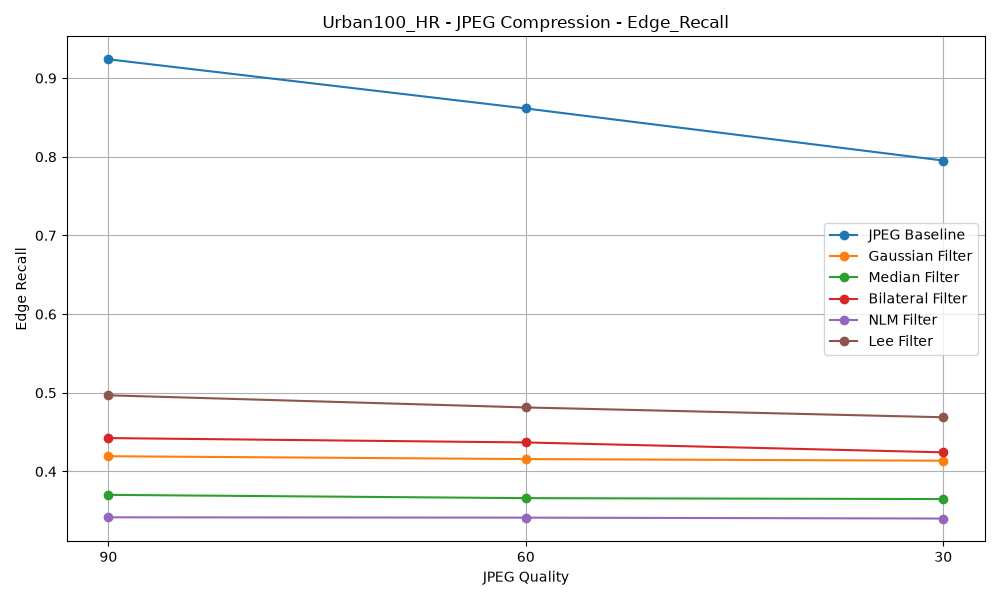 Urban100_HR - JPEG Compression - Edge_Recall
Edge Recall
0.9
0.8
0.7
0.6
0.5
0.4
JPEG Baseline
Gaussian Filter
Median Filter
Bilateral Filter
NLM Filter
Lee Filter
90
60
30
JPEG Quality